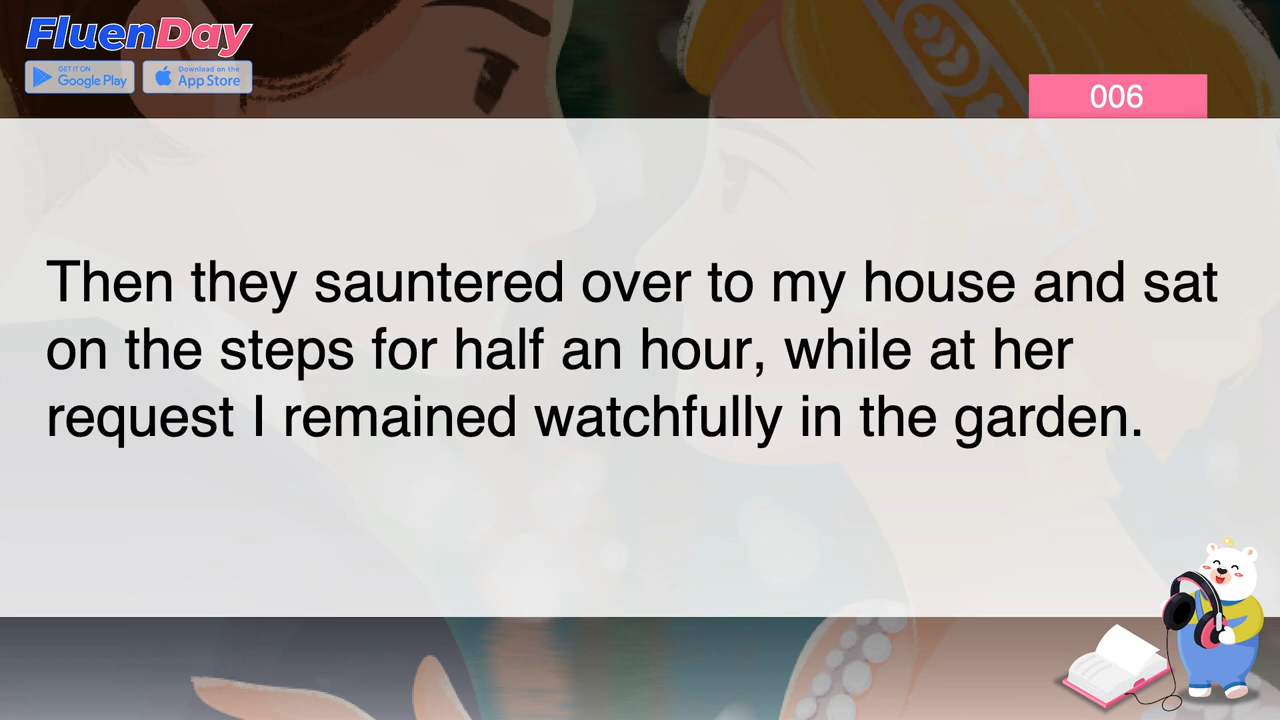 FluenDay
GET IT ON
Google Play
Download on the
App Store
006
Then they sauntered over to my house and sat
on the steps for half an hour, while at her
request I remained watchfully in the garden.